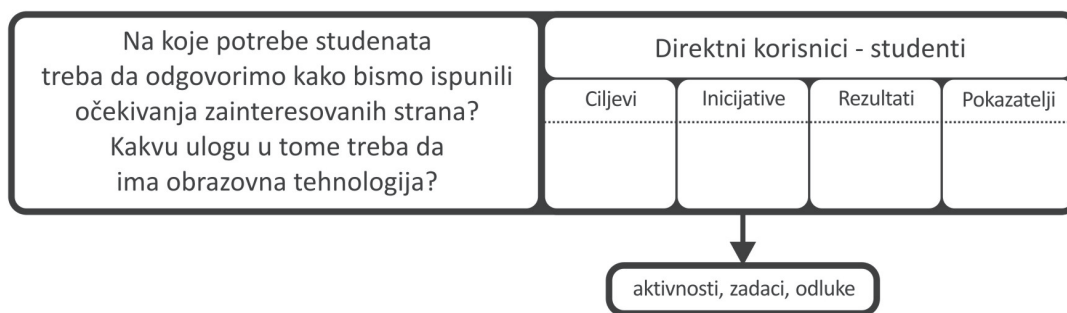 Na koje potrebe studenata
treba da odgovorimo kako bismo ispunili
očekivanja zainteresovanih strana?
Kakvu ulogu u tome treba da
ima obrazovna tehnologija?
Direktni korisnici - studenti
Ciljevi
Inicijative
Rezultati
Pokazatelji
aktivnosti, zadaci, odluke